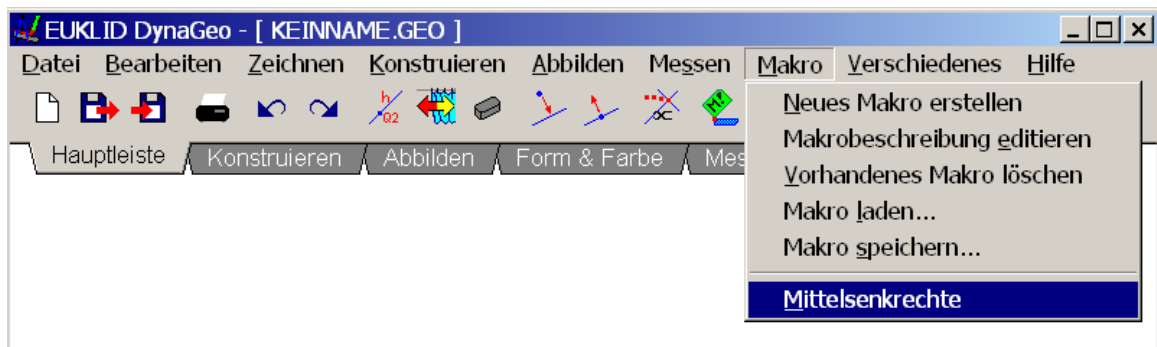 EUKLID DynaGeo - [ KEINNAME.GEO ]
Datei Bearbeiten Zeichnen Konstruieren Abbilden Messen Makro Verschiedenes Hilfe
Hauptleiste Konstruieren Abbilden Form & Farbe Mes
Neues Makro erstellen
Makrobeschreibung editieren
Vorhandenes Makro löschen
Makro laden...
Makro speichern...
Mittelsenkrechte